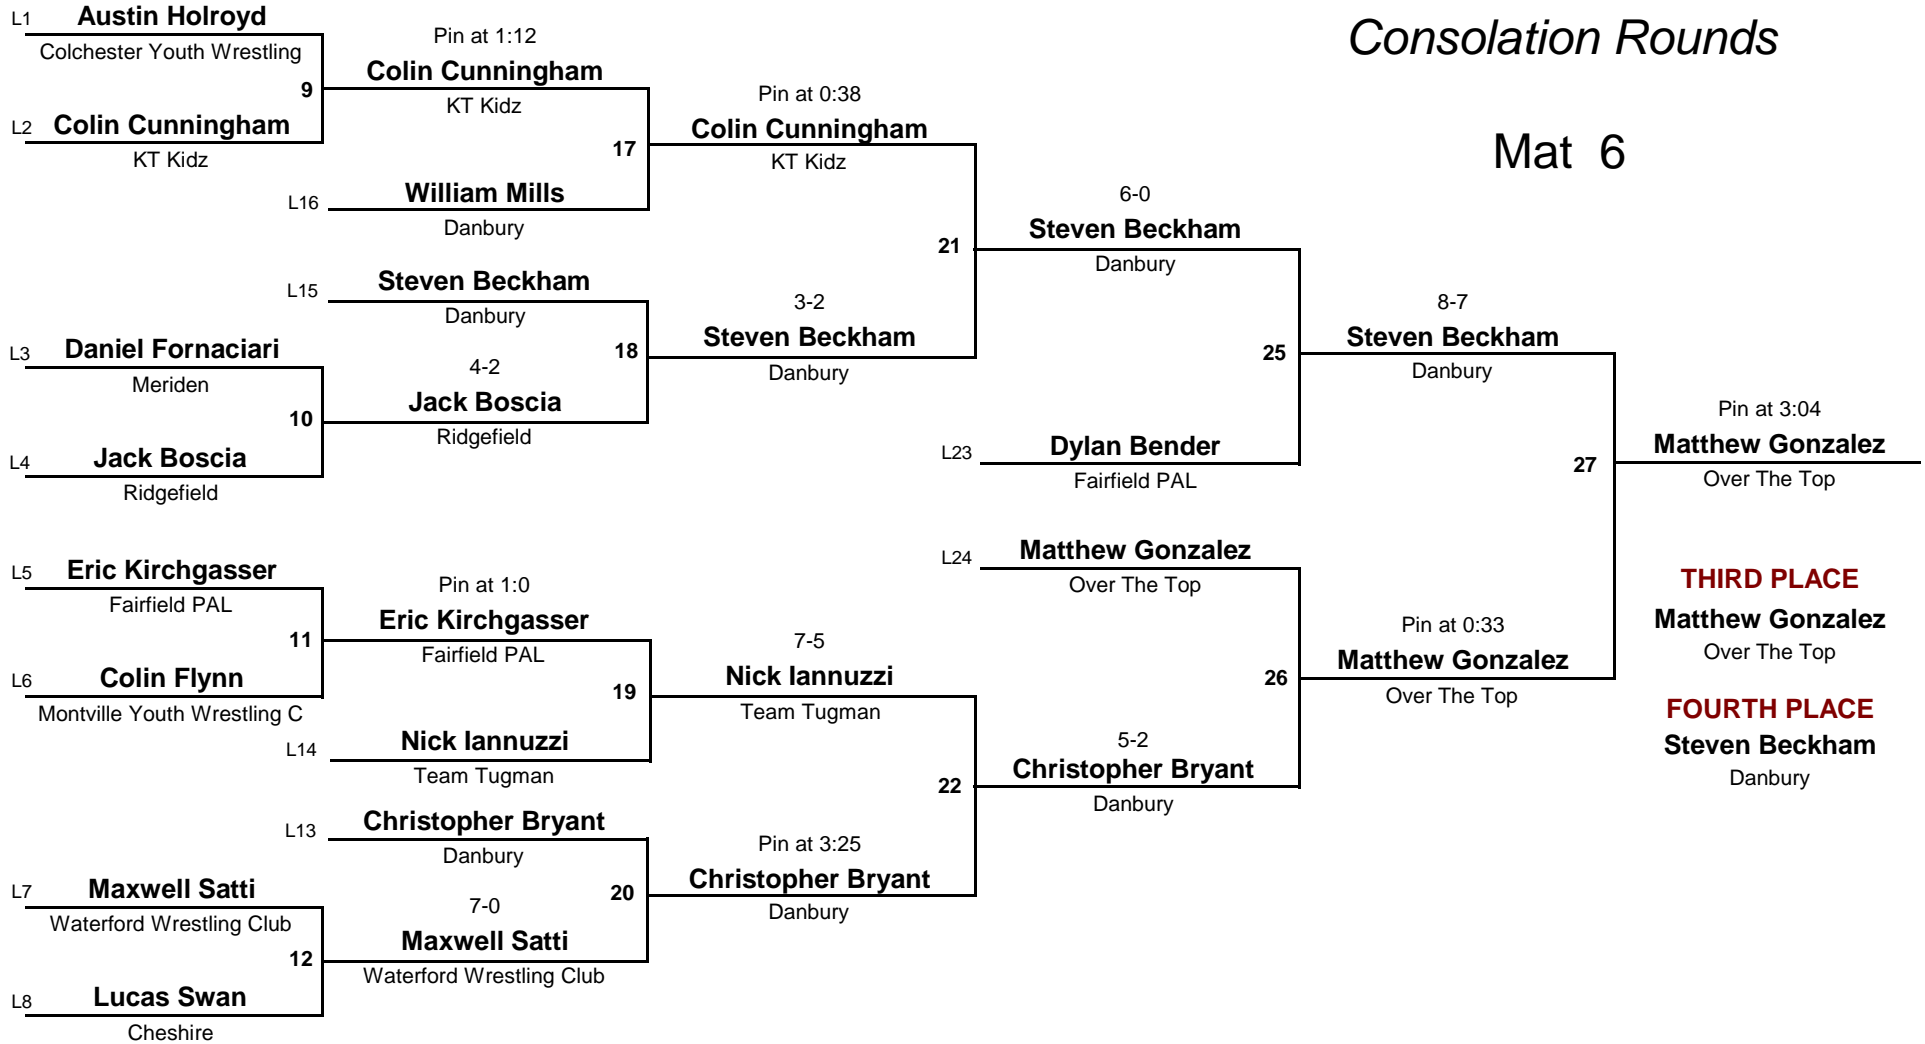 Consolation Rounds
Mat 6
L1 Austin Holroyd
Colchester Youth Wrestling
9
L2 Colin Cunningham
KT Kidz
Pin at 1:12
Colin Cunningham
KT Kidz
17
L16 William Mills
Danbury
Pin at 0:38
Colin Cunningham
KT Kidz
L15 Steven Beckham
Danbury
18
L3 Daniel Fornaciari
Meriden
10
L4 Jack Boscia
Ridgefield
4-2
Jack Boscia
Ridgefield
3-2
Steven Beckham
Danbury
21
6-0
Steven Beckham
Danbury
25
L23 Dylan Bender
Fairfield PAL
8-7
Steven Beckham
Danbury
27
L5 Eric Kirchgasser
Fairfield PAL
11
L6 Colin Flynn
Montville Youth Wrestling C
Pin at 1:0
Eric Kirchgasser
Fairfield PAL
19
L14 Nick Iannuzzi
Team Tugman
7-5
Nick Iannuzzi
Team Tugman
22
L13 Christopher Bryant
Danbury
20
L7 Maxwell Satti
Waterford Wrestling Club
12
L8 Lucas Swan
Cheshire
7-0
Maxwell Satti
Waterford Wrestling Club
Pin at 3:25
Christopher Bryant
Danbury
L24 Matthew Gonzalez
Over The Top
26
5-2
Christopher Bryant
Danbury
Pin at 0:33
Matthew Gonzalez
Over The Top
Pin at 3:04
Matthew Gonzalez
Over The Top
THIRD PLACE
Matthew Gonzalez
Over The Top
FOURTH PLACE
Steven Beckham
Danbury